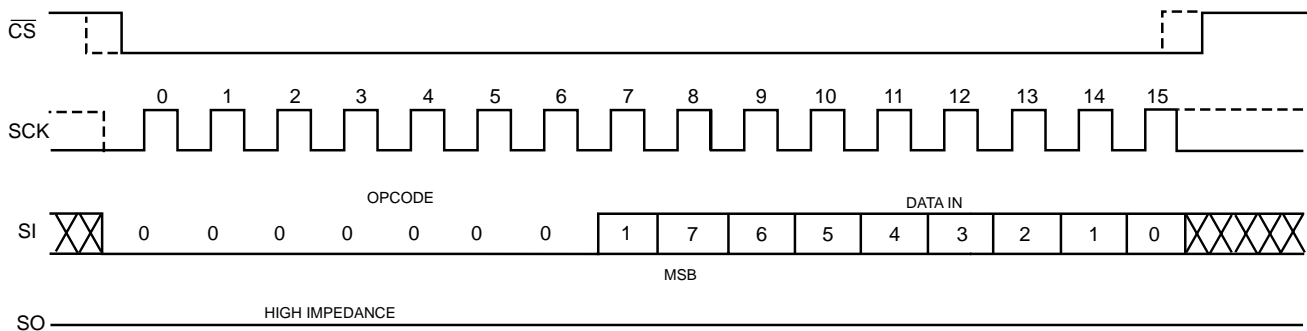 CS
0 1 2 3 4 5 6 7 8 9 10 11 12 13 14 15
SCK
OPCODE DATA IN
SI 0 0 0 0 0 0 0 1 7 6 5 4 3 2 1 0
MSB
HIGH IMPEDANCE
SO